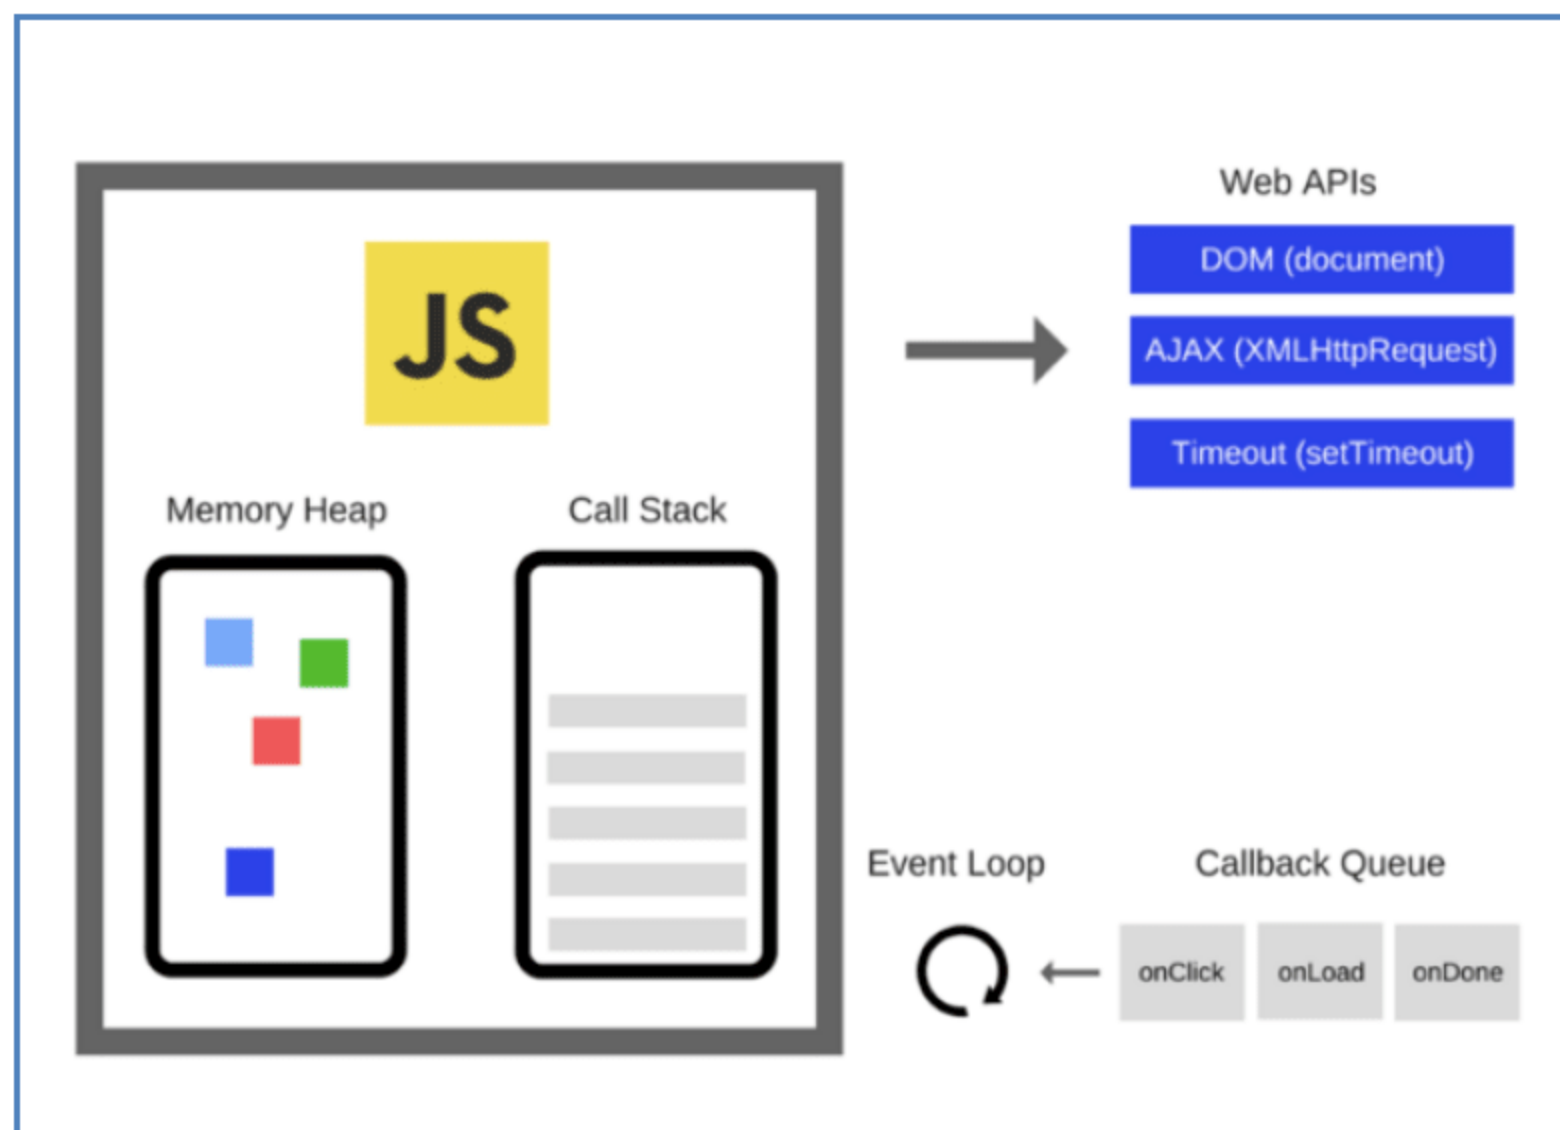 Web APIs
DOM (document)
JS
AJAX (XMLHttpRequest)
Timeout (setTimeout)
Memory Heap
Call Stack
Event Loop
Callback Queue
onClick
onLoad
onDone